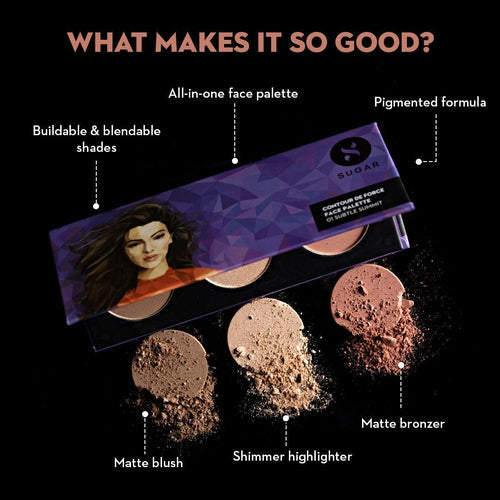 WHAT MAKES IT SO GOOD?
All-in-one face palette
Pigmented formula
Buildable & blendable
shades
SUGAR
CONTOUR DE FORCE
FACE PALETTE
01 SUBTLE SUMMIT
Matte bronzer
Shimmer highlighter
Matte blush